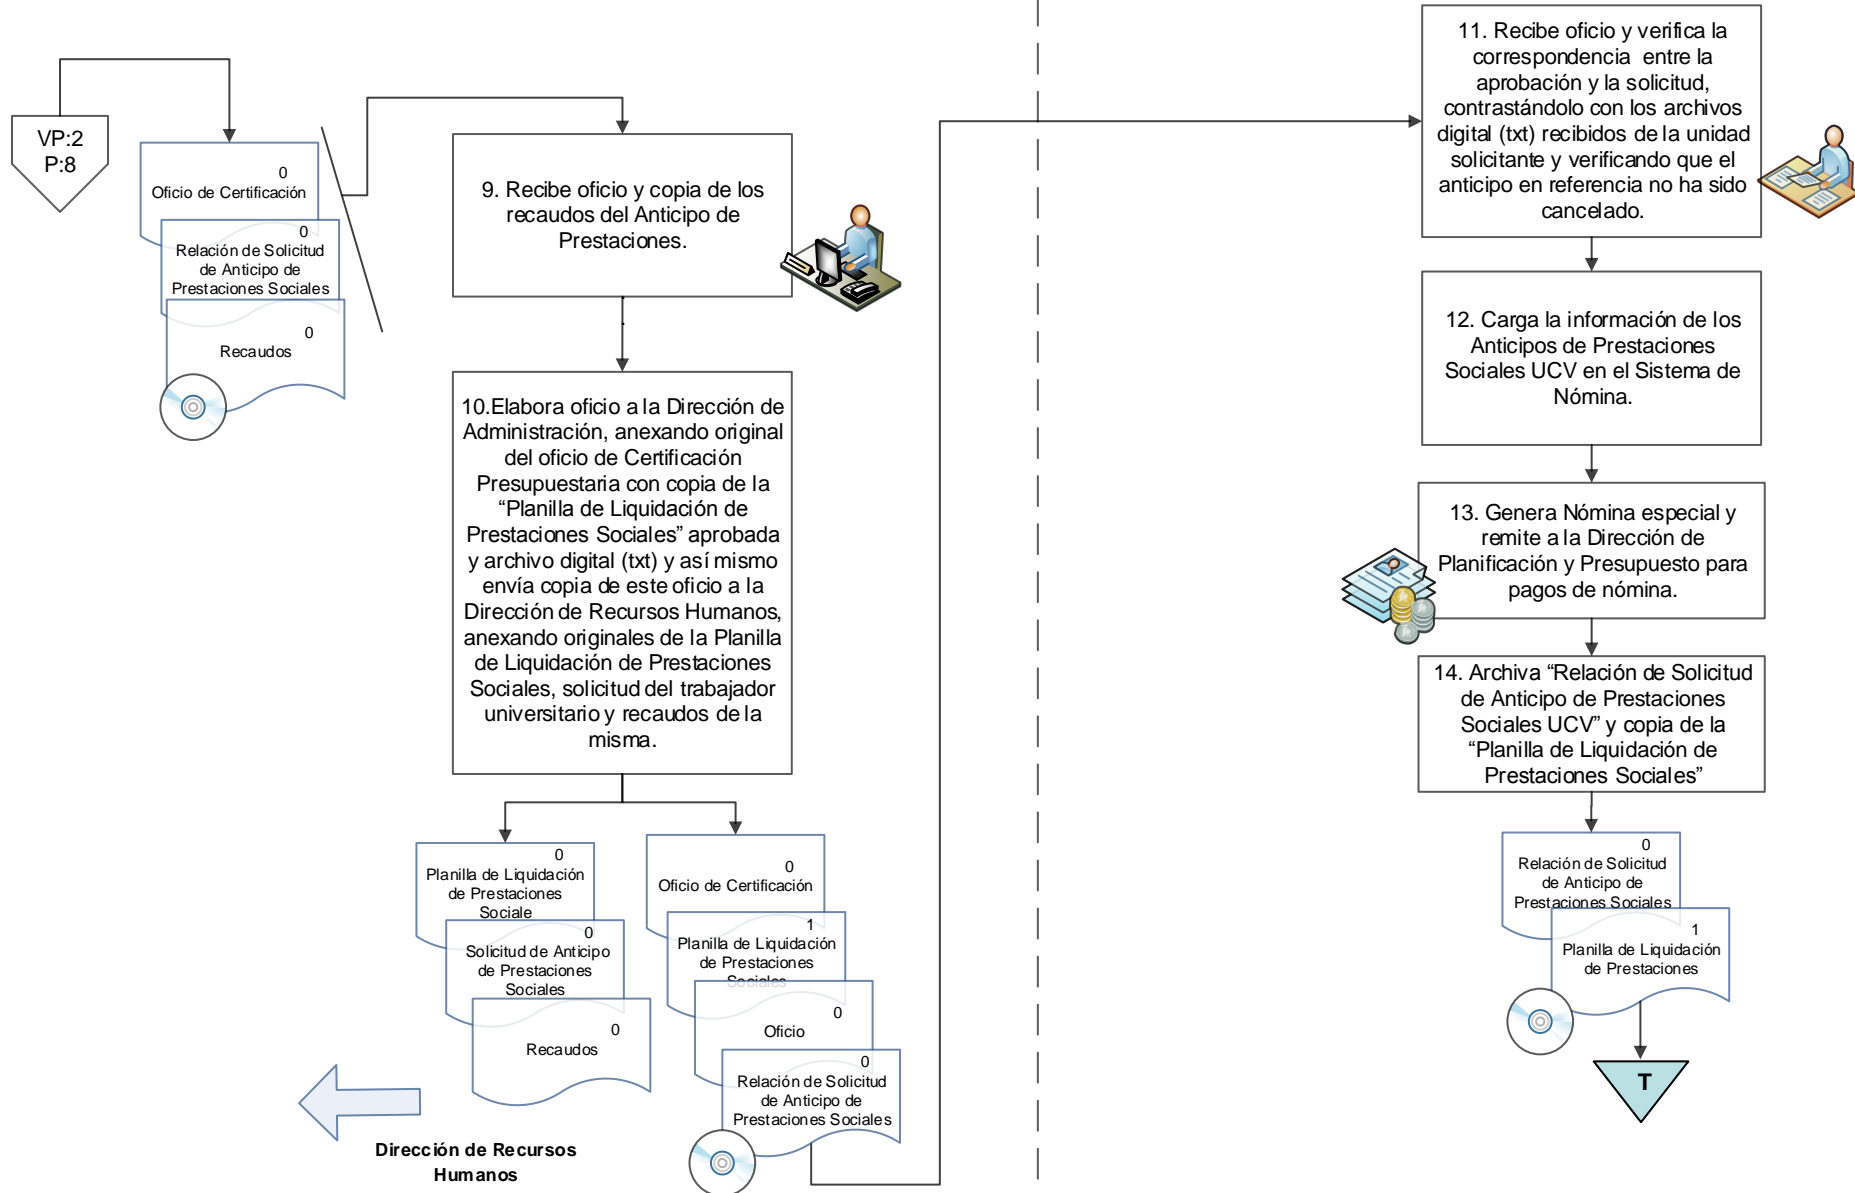 VP:2
P:8
0
Oficio de Certificación
0
Relación de Solicitud
de Anticipo de
Prestaciones Sociales
0
Recaudos
9. Recibe oficio y copia de los
recaudos del Anticipo de
Prestaciones.
10.Elabora oficio a la Dirección de
Administración, anexando original
del oficio de Certificación
Presupuestaria con copia de la
“Planilla de Liquidación de
Prestaciones Sociales” aprobada
y archivo digital (txt) y así mismo
envía copia de este oficio a la
Dirección de Recursos Humanos,
anexando originales de la Planilla
de Liquidación de Prestaciones
Sociales, solicitud del trabajador
universitario y recaudos de la
misma.
0
Planilla de Liquidación
de Prestaciones
Sociale
0
Solicitud de Anticipo
de Prestaciones
Sociales
0
Recaudos
0
Oficio de Certificación
1
Planilla de Liquidación
de Prestaciones
Sociales
0
Oficio
0
Relación de Solicitud
de Anticipo de
Prestaciones Sociales
Dirección de Recursos
Humanos
11. Recibe oficio y verifica la
correspondencia entre la
aprobación y la solicitud,
contrastándolo con los archivos
digital (txt) recibidos de la unidad
solicitante y verificando que el
anticipo en referencia no ha sido
cancelado.
12. Carga la información de los
Anticipos de Prestaciones
Sociales UCV en el Sistema de
Nómina.
13. Genera Nómina especial y
remite a la Dirección de
Planificación y Presupuesto para
pagos de nómina.
14. Archiva “Relación de Solicitud
de Anticipo de Prestaciones
Sociales UCV” y copia de la
“Planilla de Liquidación de
Prestaciones Sociales”
0
Relación de Solicitud
de Anticipo de
Prestaciones Sociales
1
Planilla de Liquidación
de Prestaciones
T